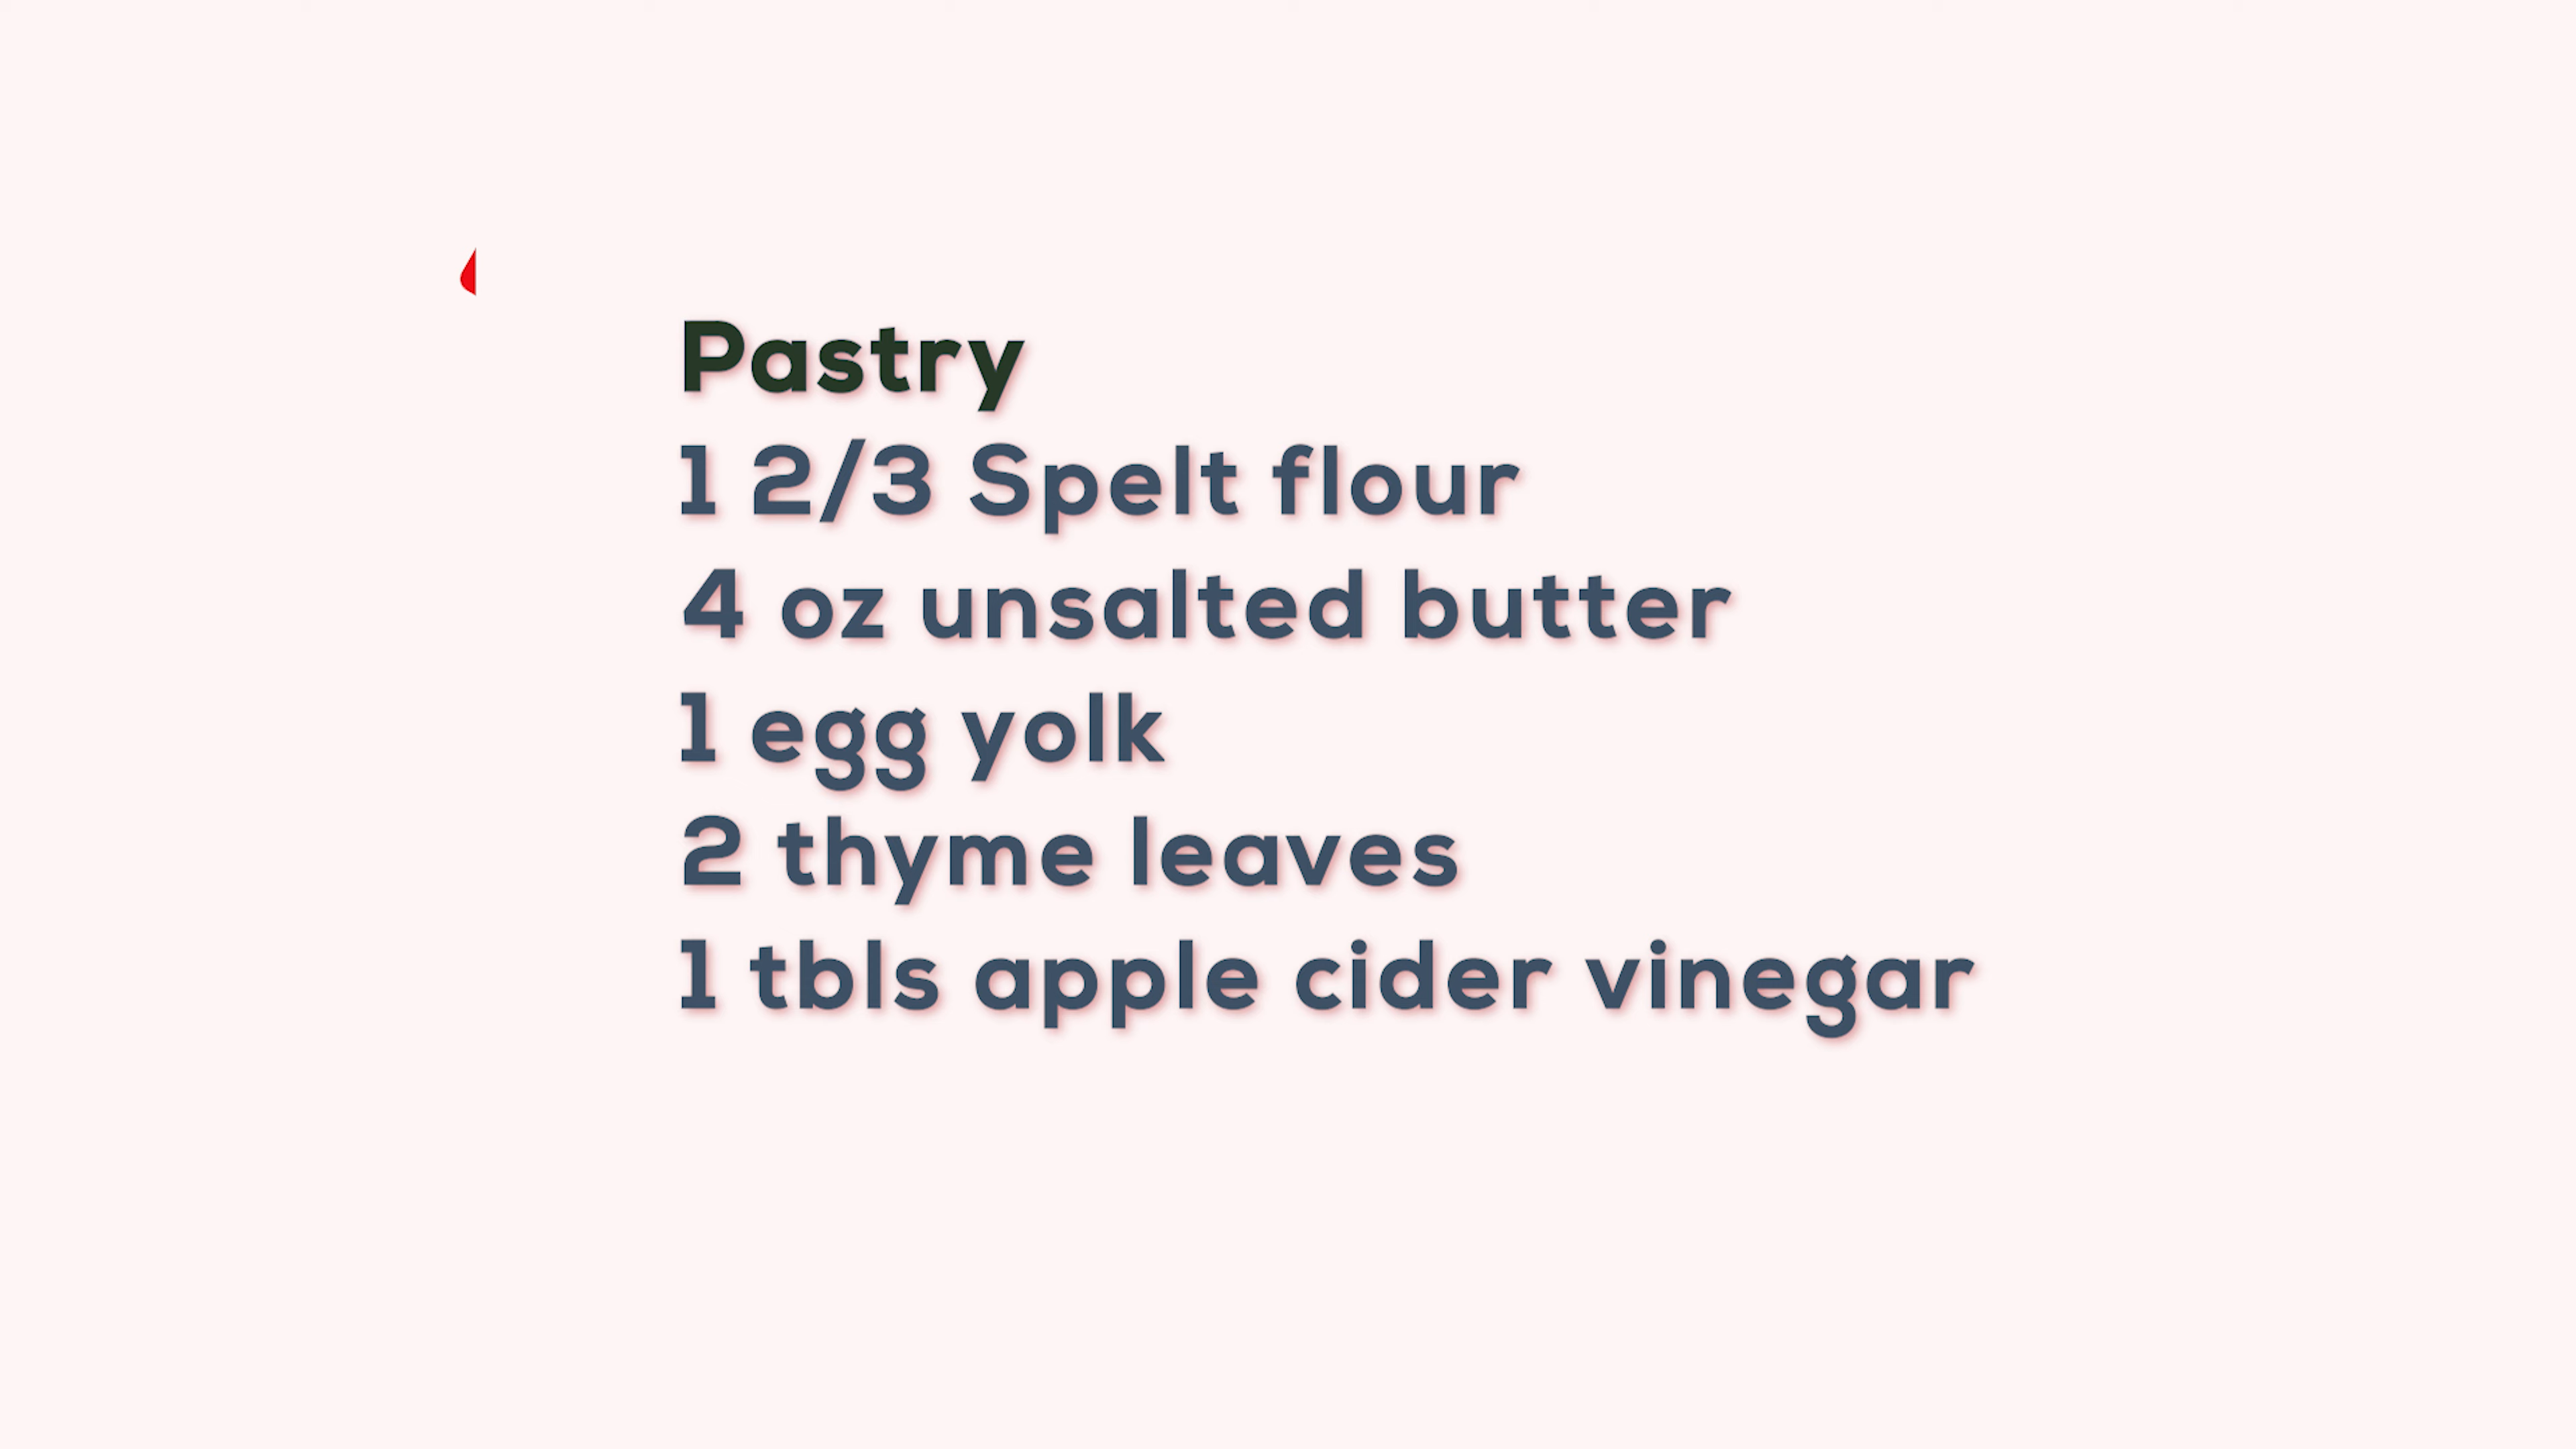 Pastry
1 2/3 Spelt flour
4 oz unsalted butter
1 egg yolk
2 thyme leaves
1 tbls apple cider vinegar